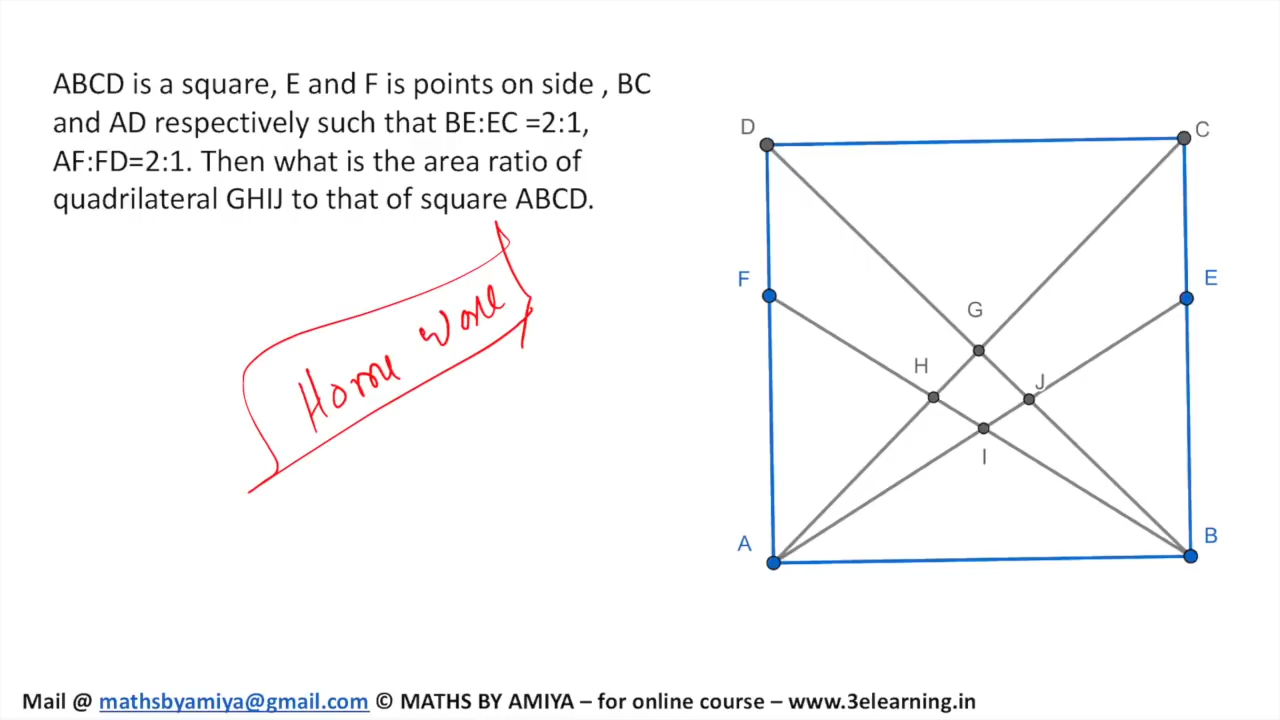 ABCD is a square, E and F is points on side , BC
and AD respectively such that BE:EC =2:1,
AF:FD=2:1. Then what is the area ratio of
quadrilateral GHIJ to that of square ABCD.
Home work
D
C
F
E
G
H
J
I
A
B
Mail @ mathsbyamiya@gmail.com © MATHS BY AMIYA – for online course – www.3elearning.in